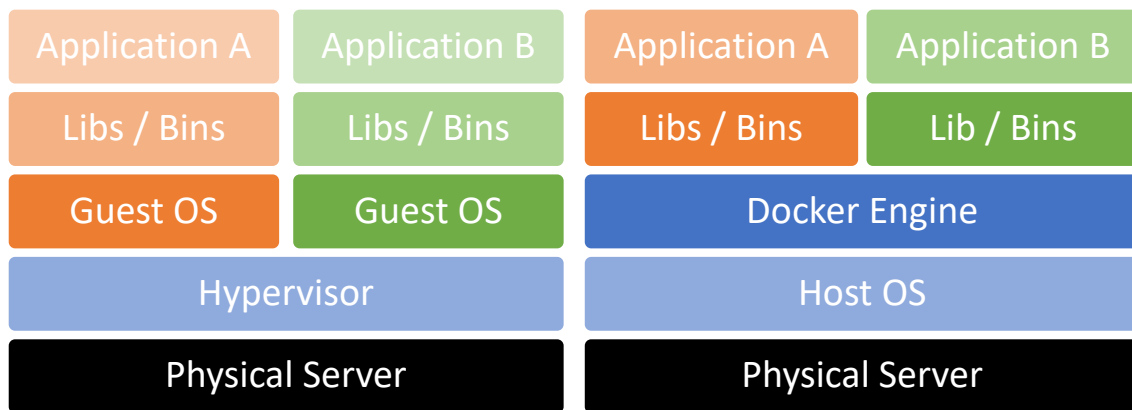 Application A
Application B
Application A
Application B
Libs / Bins
Libs / Bins
Libs / Bins
Lib / Bins
Guest OS
Guest OS
Docker Engine
Hypervisor
Host OS
Physical Server
Physical Server